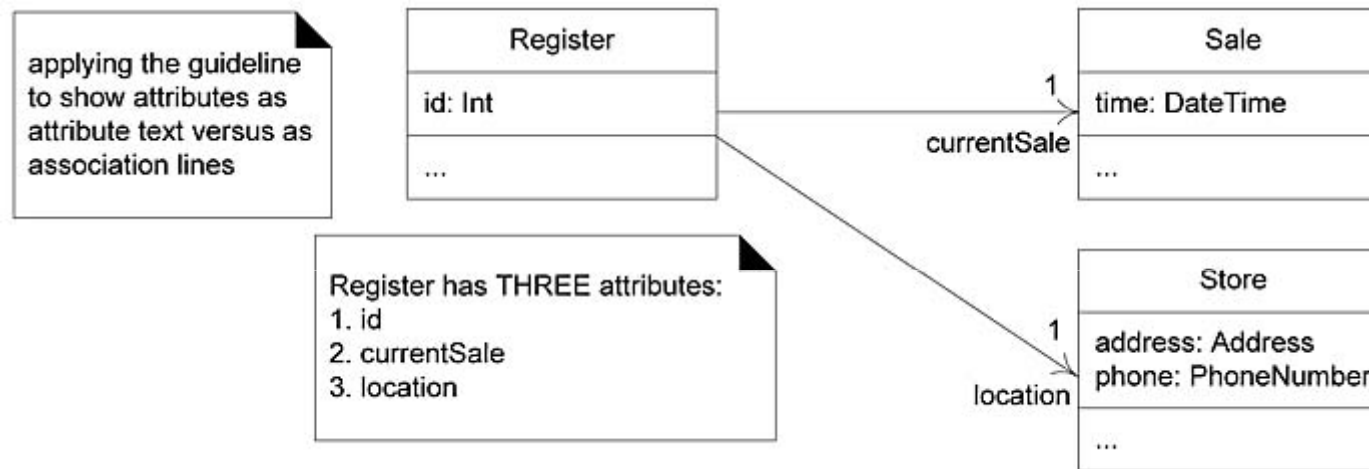 applying the guideline
to show attributes as
attribute text versus as
association lines
Register
id: Int
...
1
currentSale
Sale
time: DateTime
...
Register has THREE attributes:
1. id
2. currentSale
3. location
1
location
Store
address: Address
phone: PhoneNumber
...